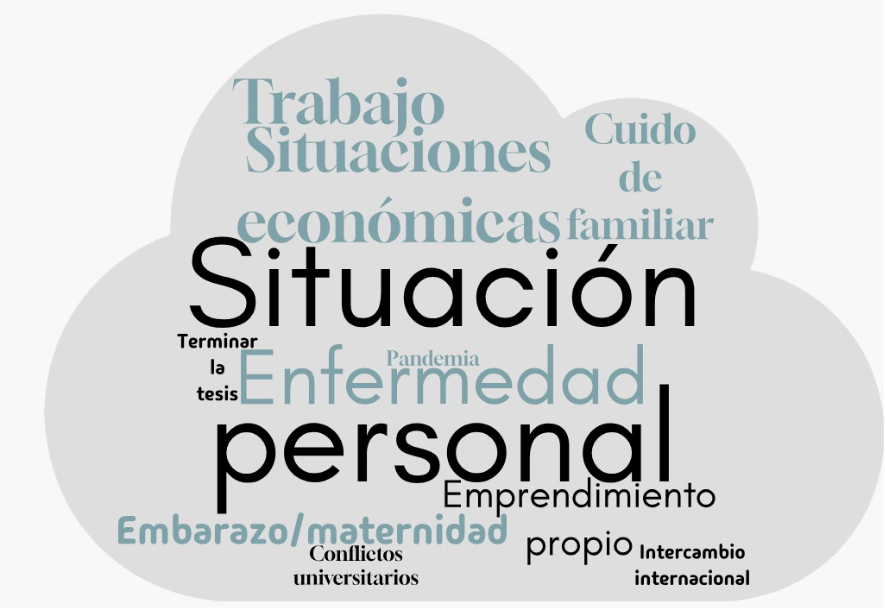 Trabajo
Situaciones
económicas
Cuido
de
familiar
Situación
personal
Terminar
la
tesis
Pandemia
Enfermedad
Emprendimiento
propio
Embarazo/maternidad
Conflictos
universitarios
Intercambio
internacional